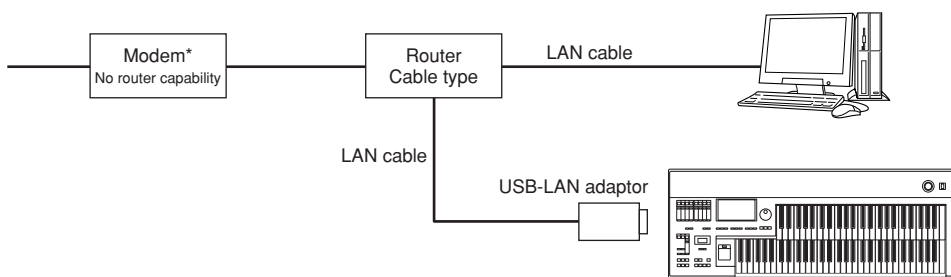 Modem*
No router capability
Router
Cable type
LAN cable
LAN cable
USB-LAN adaptor